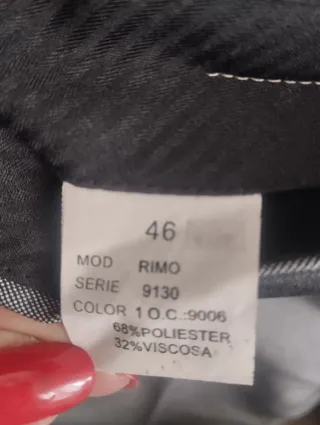 46
MOD RIMO
SERIE 9130
COLOR 1 O.C.:9006
68%POLIESTER
32%VISCOSA